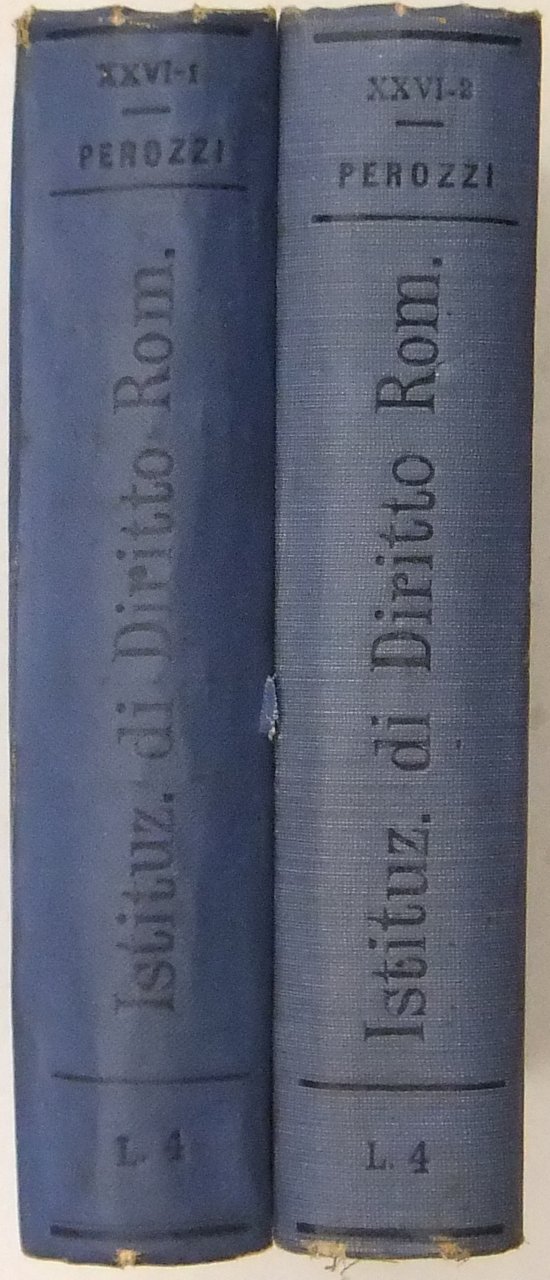 XXVI-1
PEROZZI
Istituz. di Diritto Rom.
L. 4
XXVI-2
PEROZZI
Istituz. di Diritto Rom.
L. 4